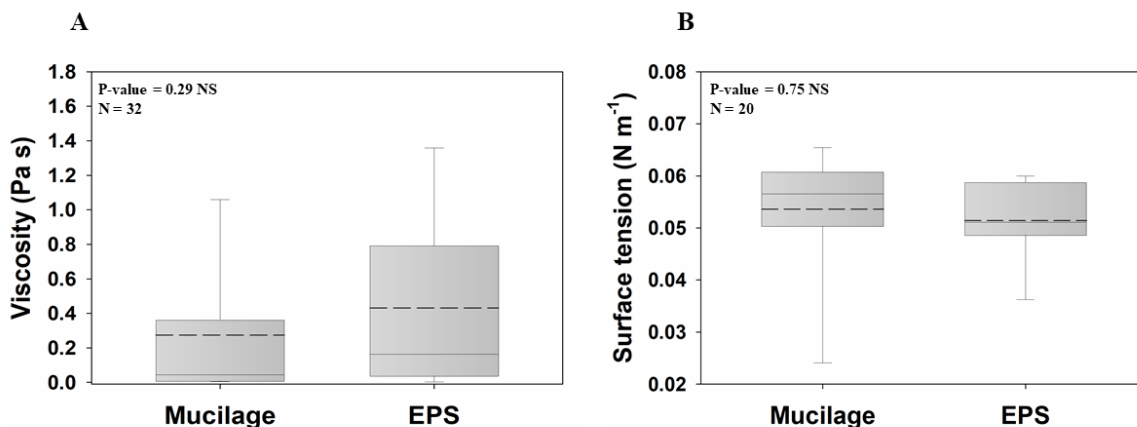 A
P-value = 0.29 NS
N = 32
Viscosity (Pa s)
1.8
1.6
1.4
1.2
1.0
0.8
0.6
0.4
0.2
0.0
Mucilage EPS
B
P-value = 0.75 NS
N = 20
Surface tension (N m⁻¹)
0.08
0.07
0.06
0.05
0.04
0.03
0.02
Mucilage EPS